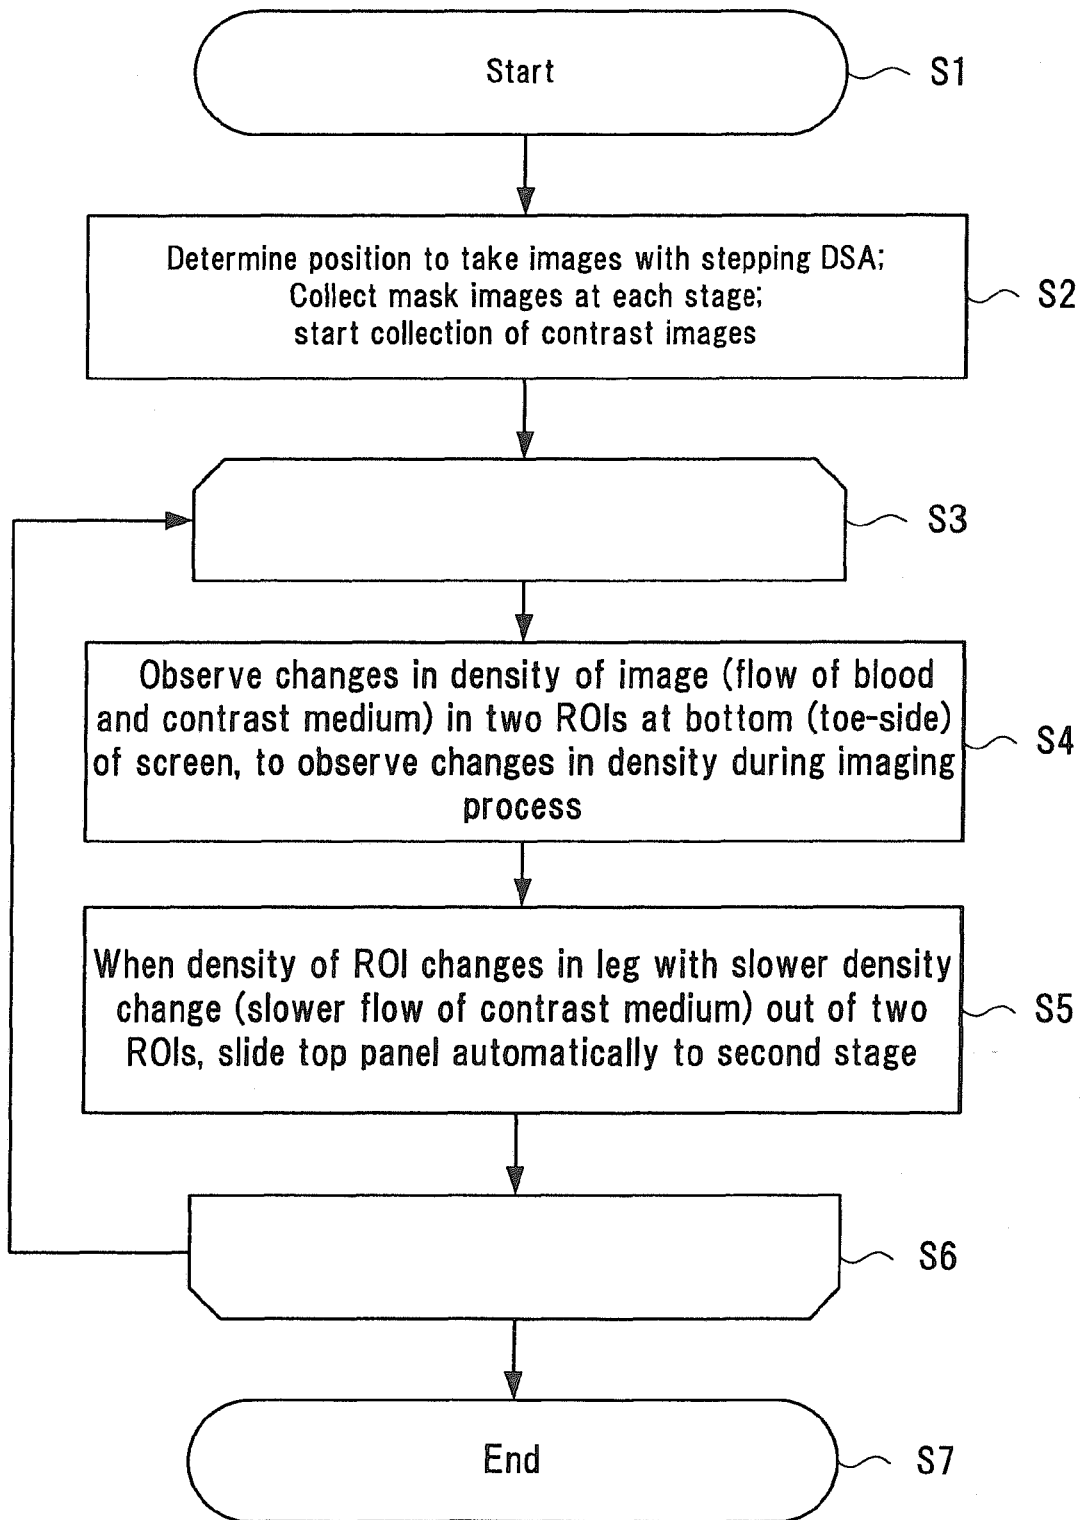 Start
S1
Determine position to take images with stepping DSA;
Collect mask images at each stage;
start collection of contrast images
S2
S3
Observe changes in density of image (flow of blood
and contrast medium) in two ROIs at bottom (toe-side)
of screen, to observe changes in density during imaging
process
S4
When density of ROI changes in leg with slower density
change (slower flow of contrast medium) out of two
ROIs, slide top panel automatically to second stage
S5
S6
End
S7